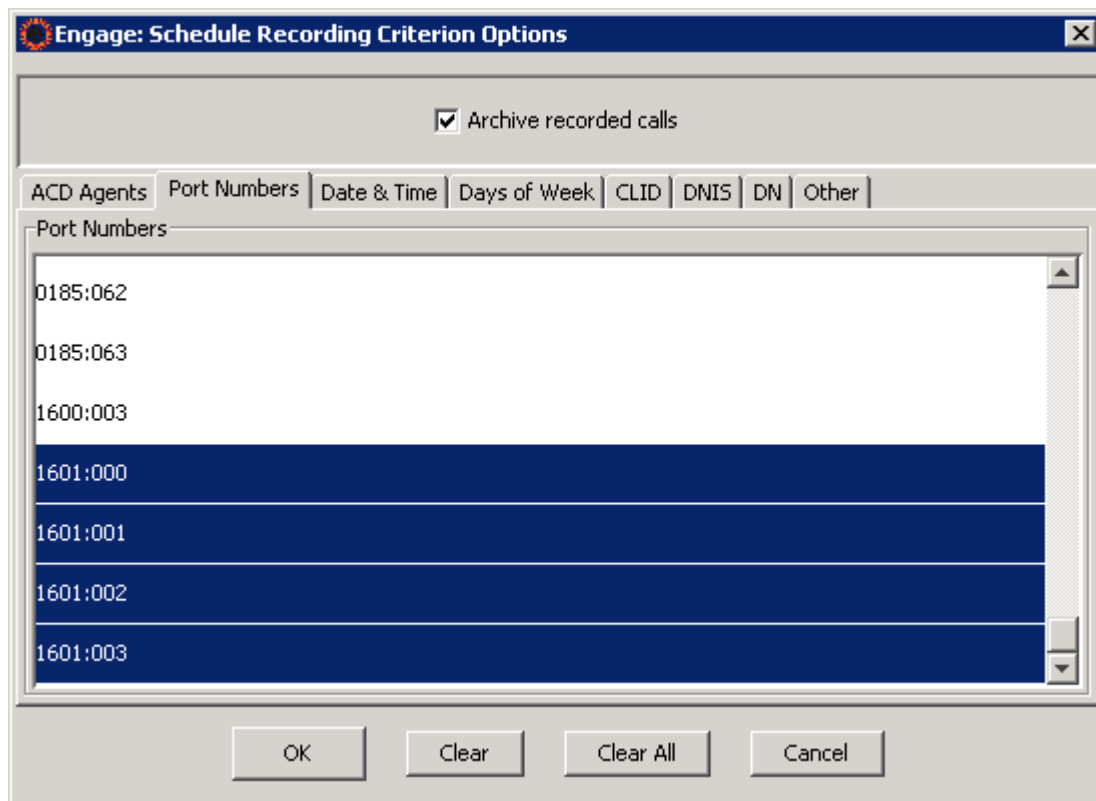 Engage: Schedule Recording Criterion Options
Archive recorded calls
ACD Agents Port Numbers Date & Time Days of Week CLID DNIS DN Other
Port Numbers
0185:062
0185:063
1600:003
1601:000
1601:001
1601:002
1601:003
OK Clear Clear All Cancel